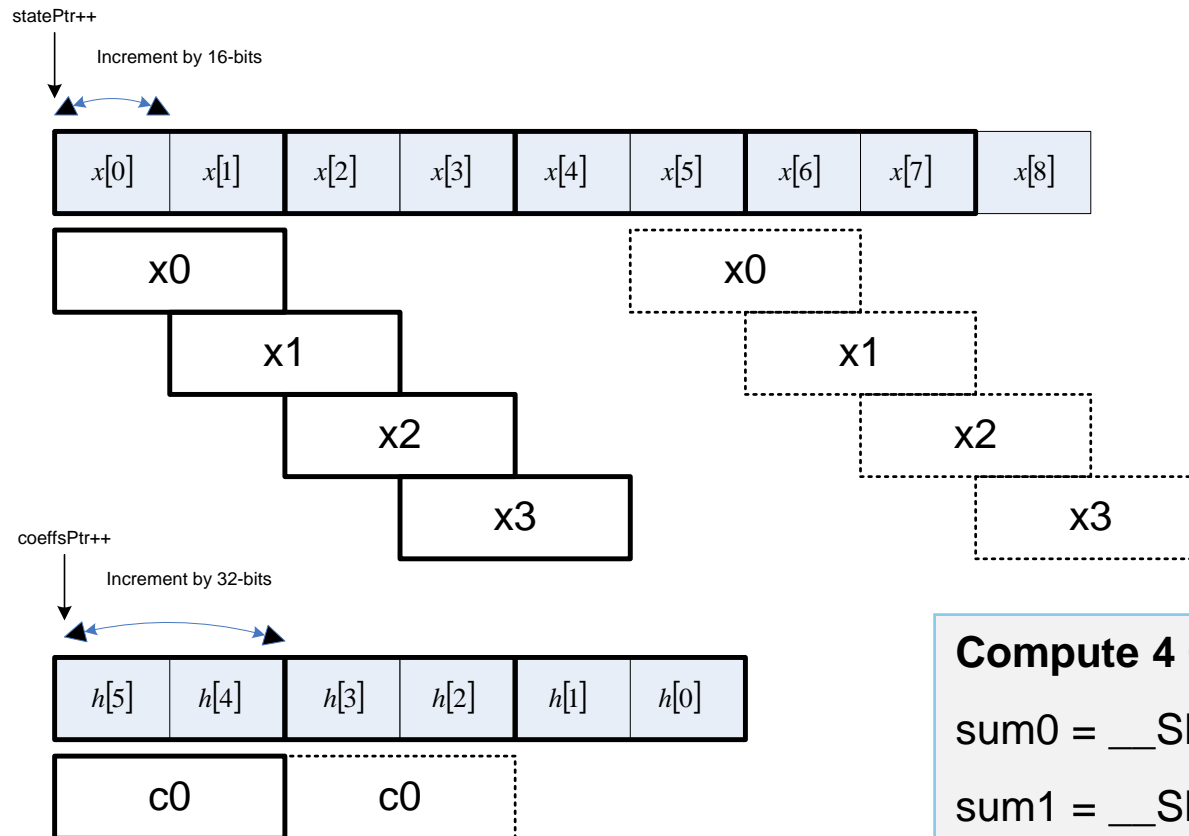 statePtr++
Increment by 16-bits
x[0] x[1] x[2] x[3] x[4] x[5] x[6] x[7] x[8]
x0 x0
x1 x1
x2 x2
x3 x3
coeffsPtr++
Increment by 32-bits
h[5] h[4] h[3] h[2] h[1] h[0]
c0 c0
Compute 4
sum0 = __S
sum1 = __S